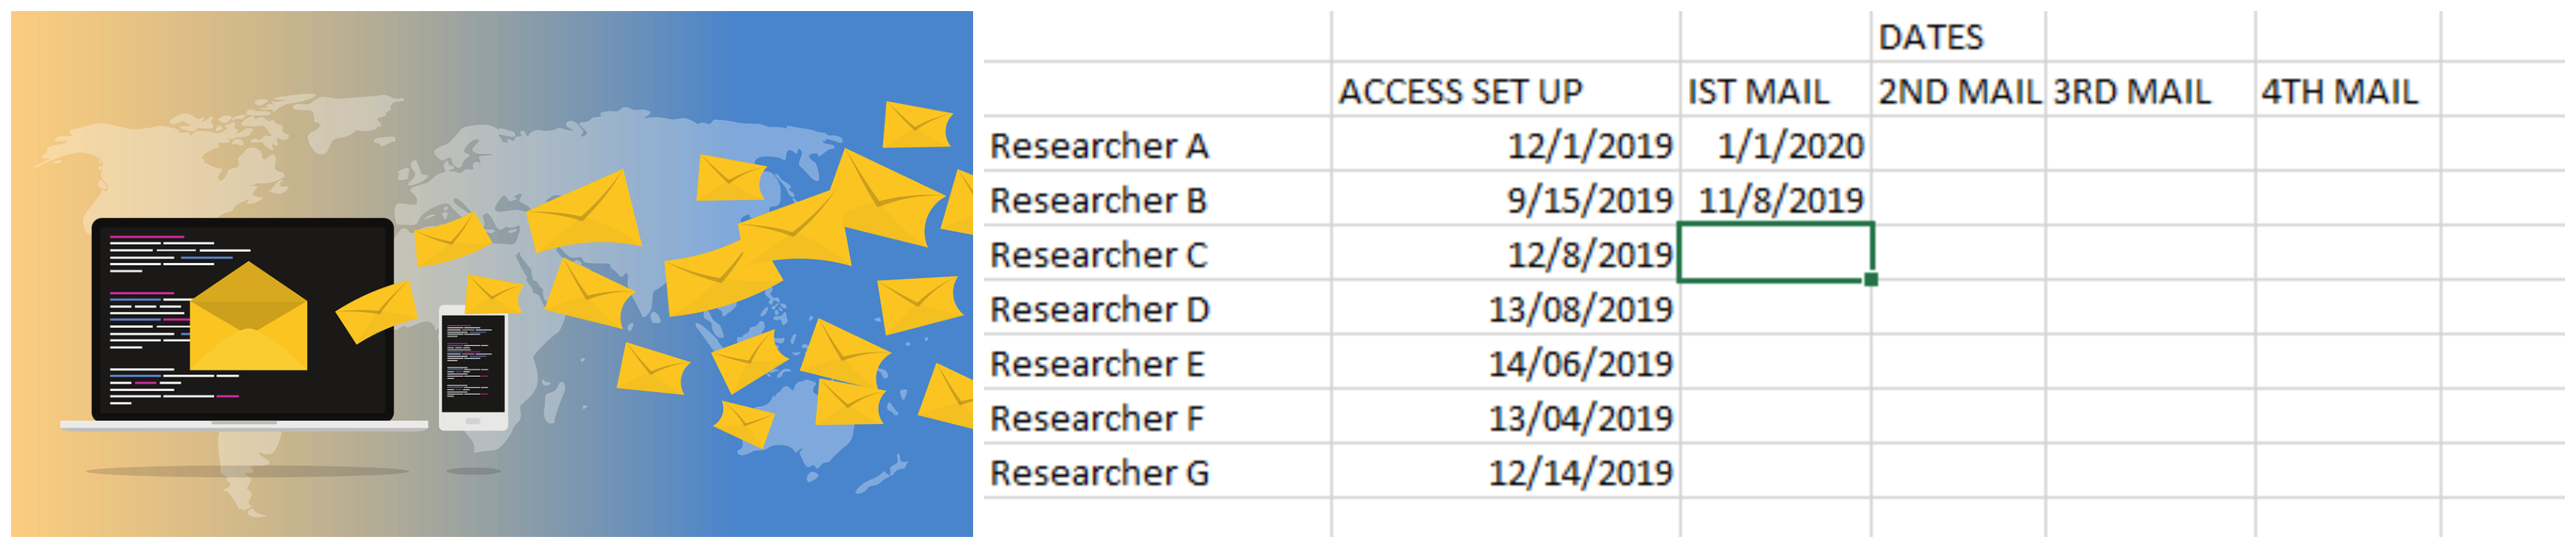 DATES
ACCESS SET UP IST MAIL 2ND MAIL 3RD MAIL 4TH MAIL
Researcher A 12/1/2019 1/1/2020
Researcher B 9/15/2019 11/8/2019
Researcher C 12/8/2019
Researcher D 13/08/2019
Researcher E 14/06/2019
Researcher F 13/04/2019
Researcher G 12/14/2019